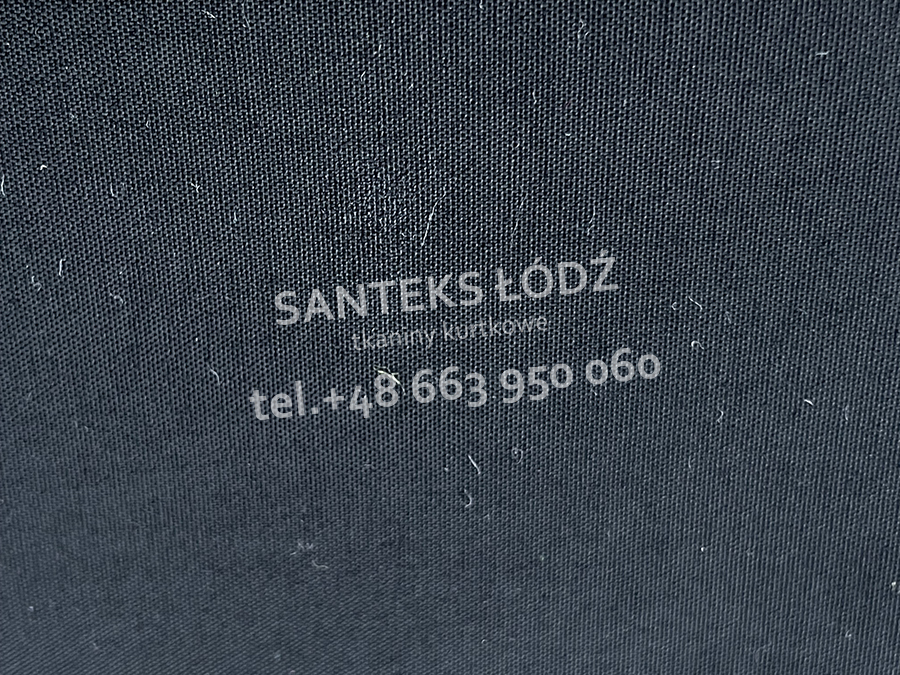 SANTEKS ŁÓDŹ
tkaniny kurtkowe
tel.+48 663 950 060